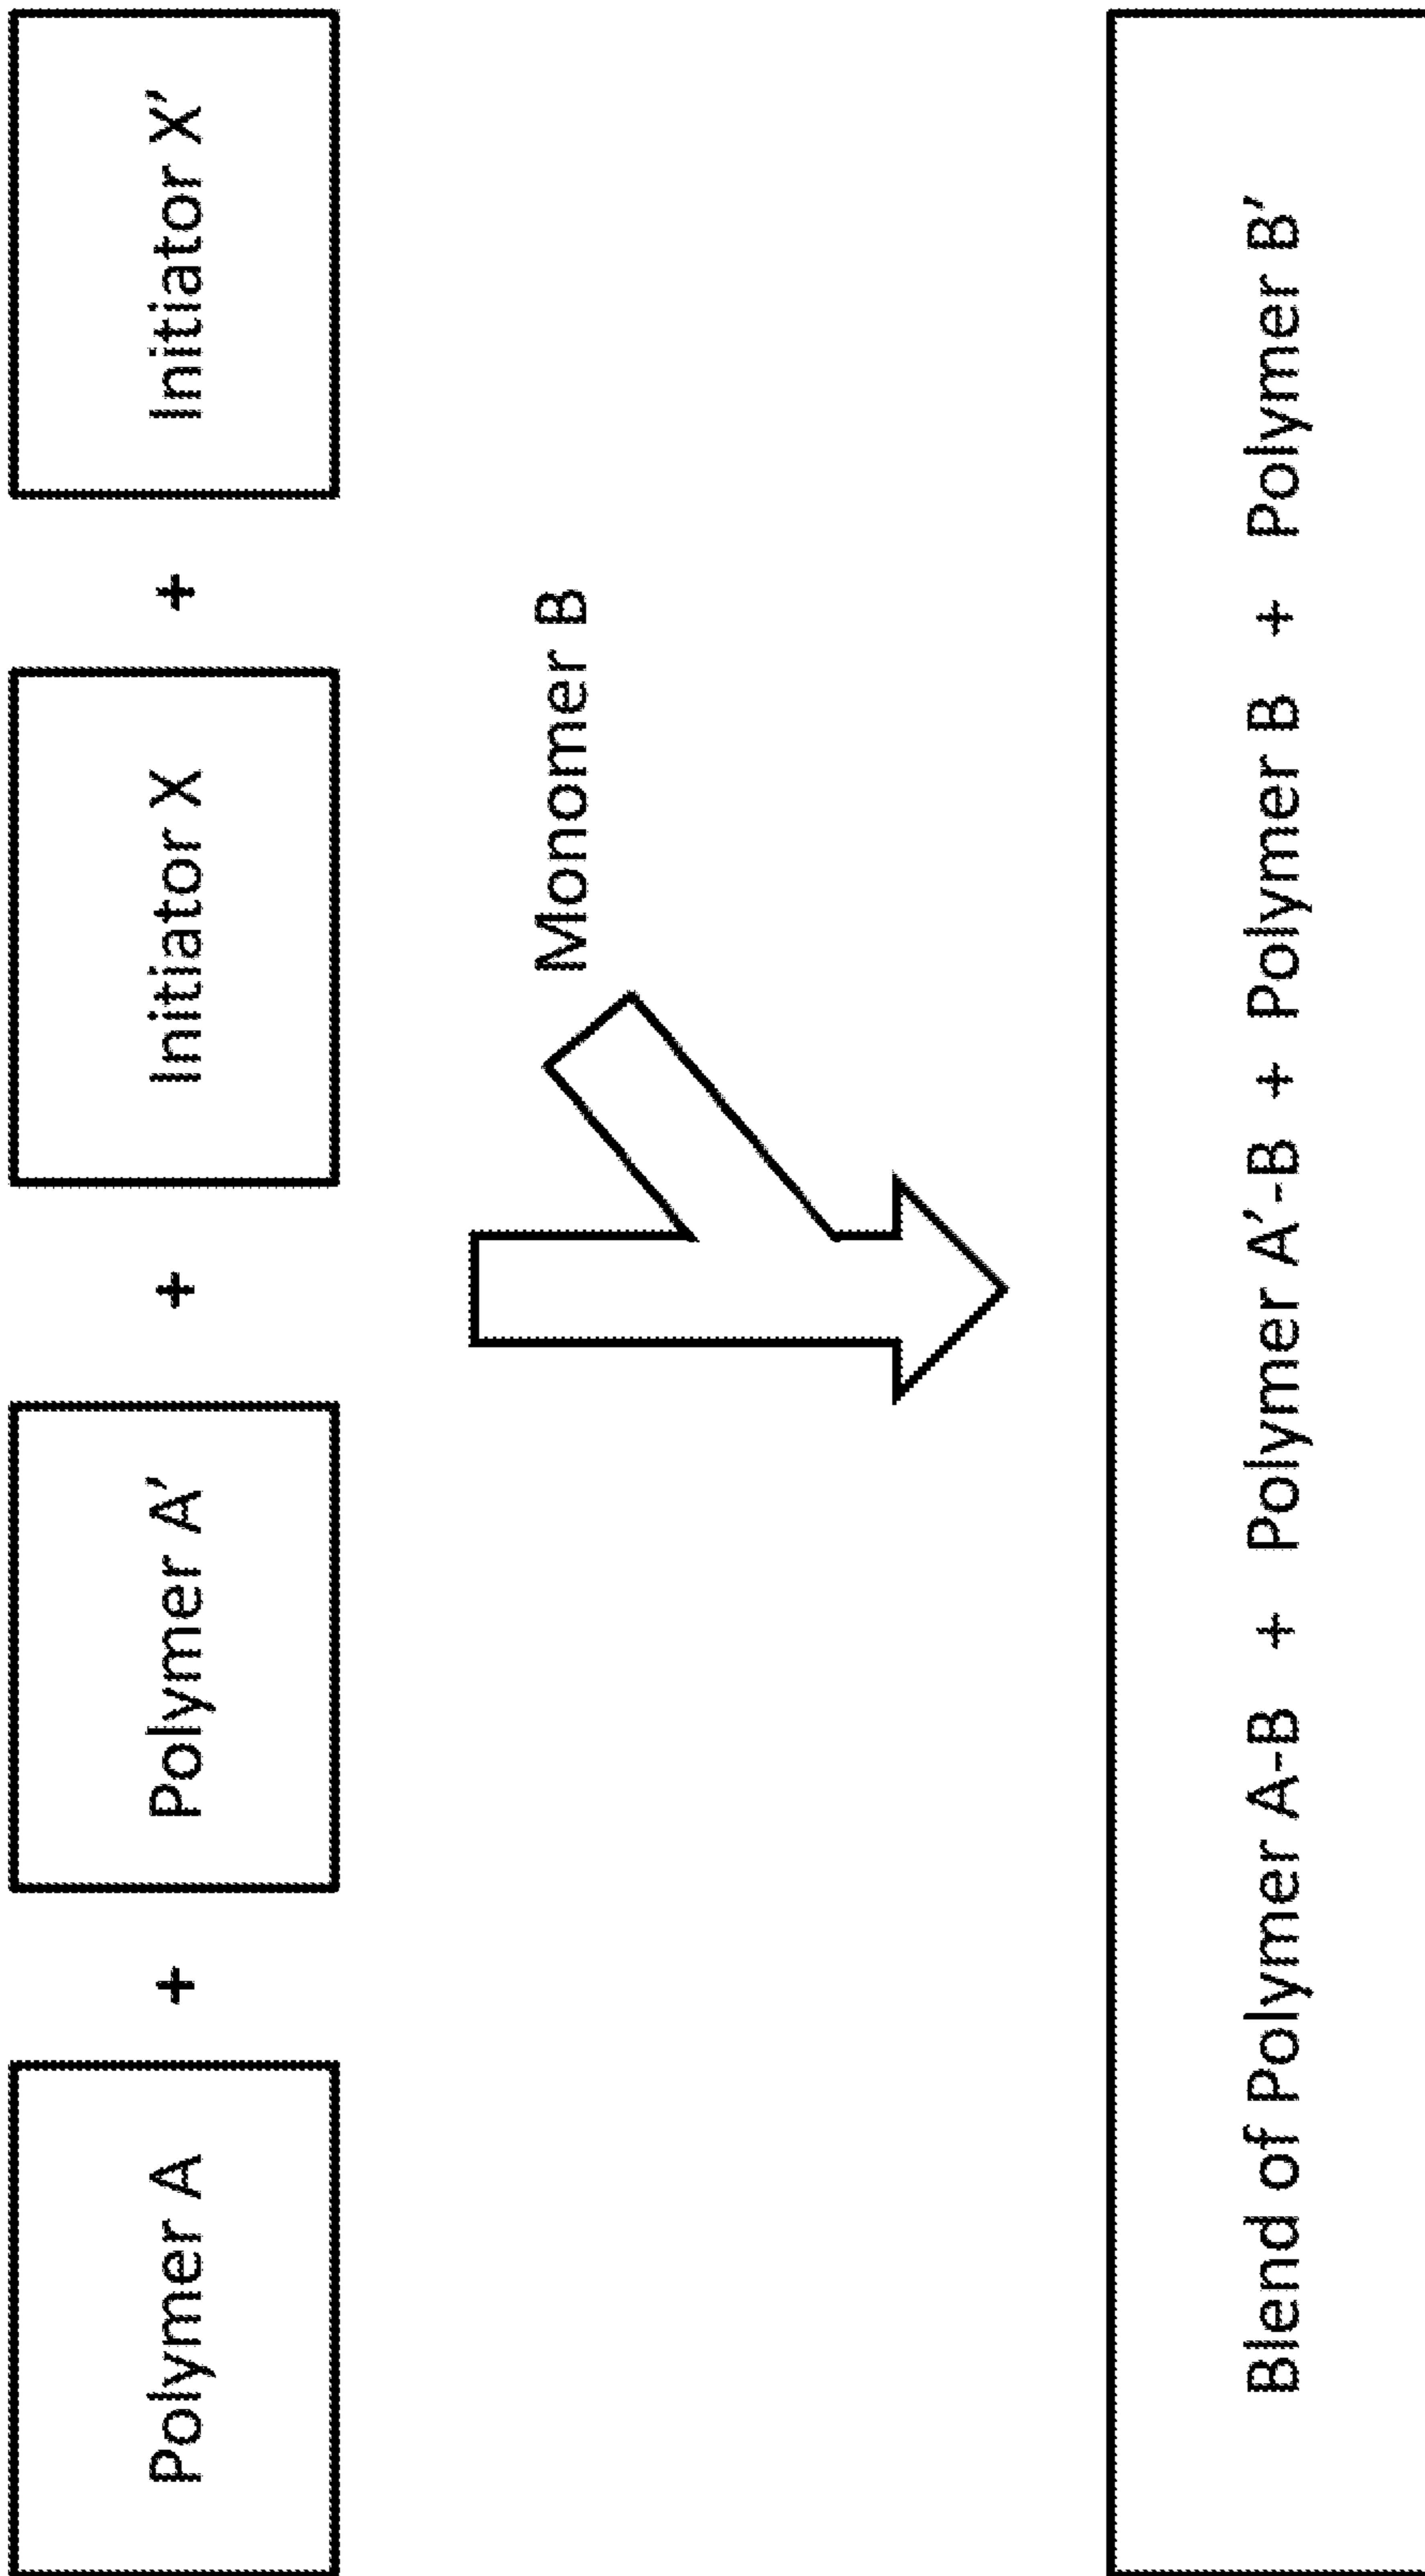 Polymer A + Polymer A' + Initiator X + Initiator X'
Monomer B
Blend of Polymer A-B + Polymer A'-B + Polymer B + Polymer B'